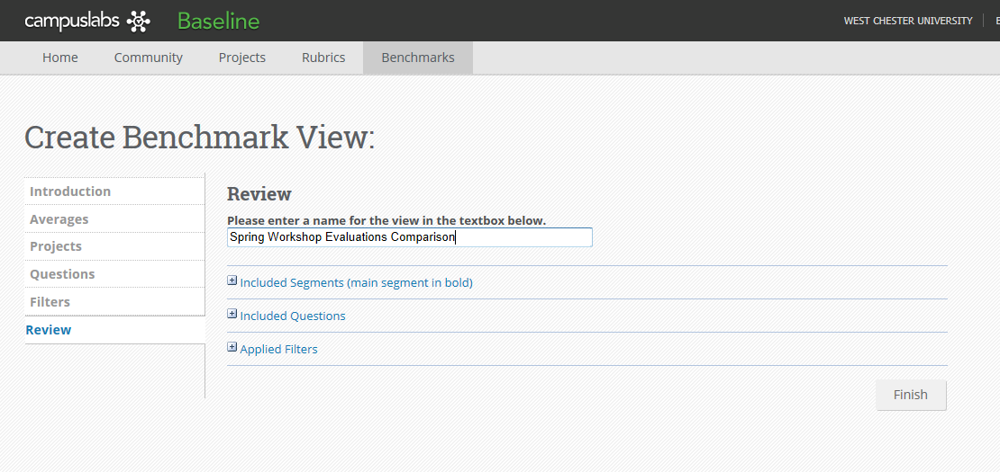 campuslabs Baseline WEST CHESTER UNIVERSITY
Home Community Projects Rubrics Benchmarks
Create Benchmark View:
Introduction
Averages
Projects
Questions
Filters
Review
Review
Please enter a name for the view in the textbox below.
Spring Workshop Evaluations Comparison
Included Segments (main segment in bold)
Included Questions
Applied Filters
Finish